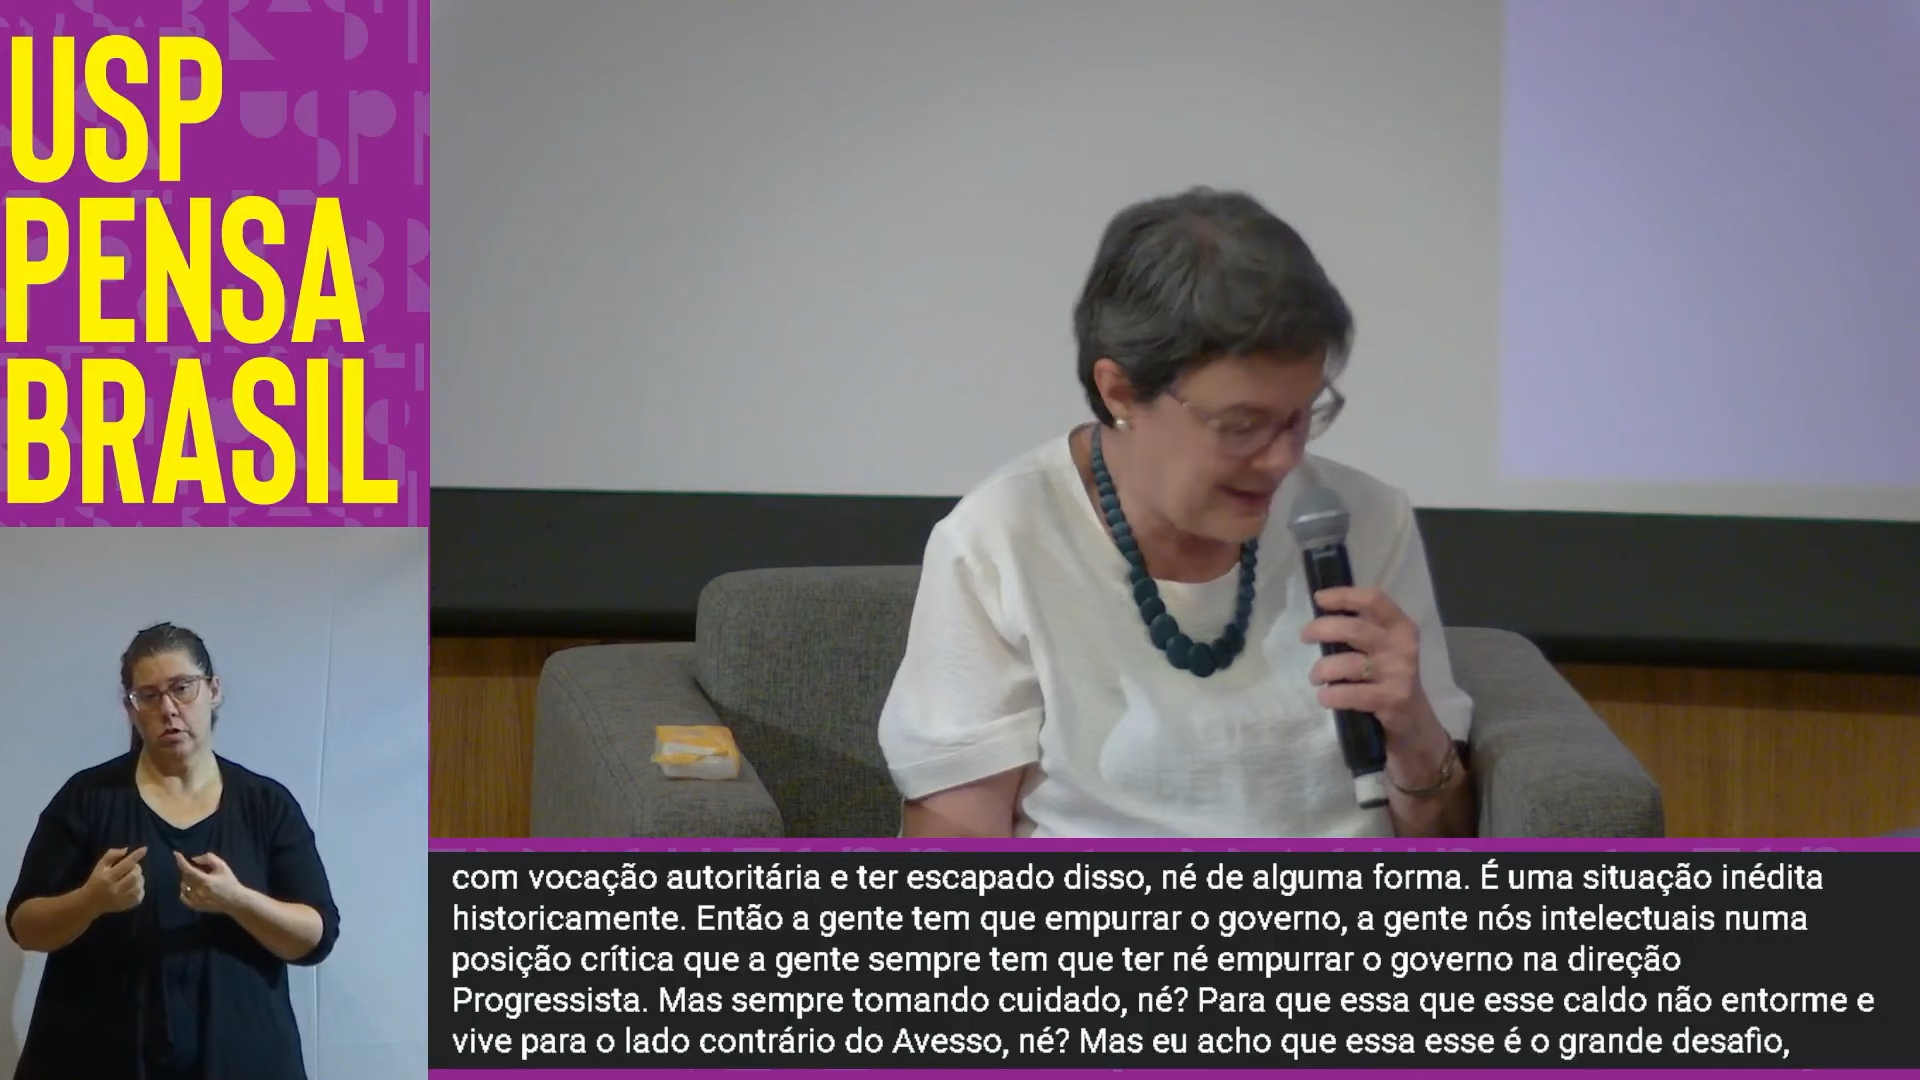 USP
PENSA
BRASIL
com vocação autoritária e ter escapado disso, né de alguma forma. É uma situação inédita
historicamente. Então a gente tem que empurrar o governo, a gente nós intelectuais numa
posição crítica que a gente sempre tem que ter né empurrar o governo na direção
Progressista. Mas sempre tomando cuidado, né? Para que essa que esse caldo não entorme e
vive para o lado contrário do Avesso, né? Mas eu acho que essa esse é o grande desafio,